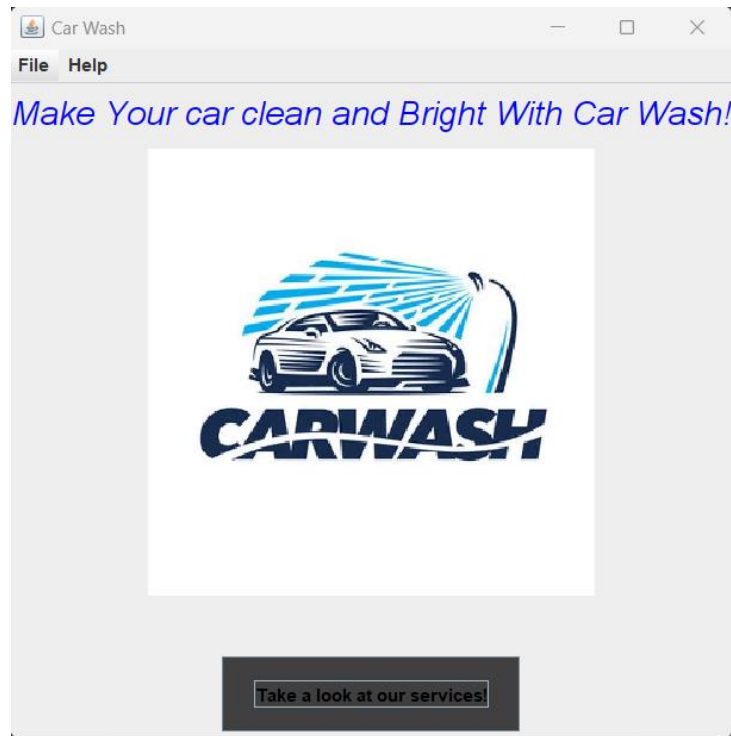 Car Wash
File Help
Make Your car clean and Bright With Car Wash!
CARWASH
Take a look at our services!